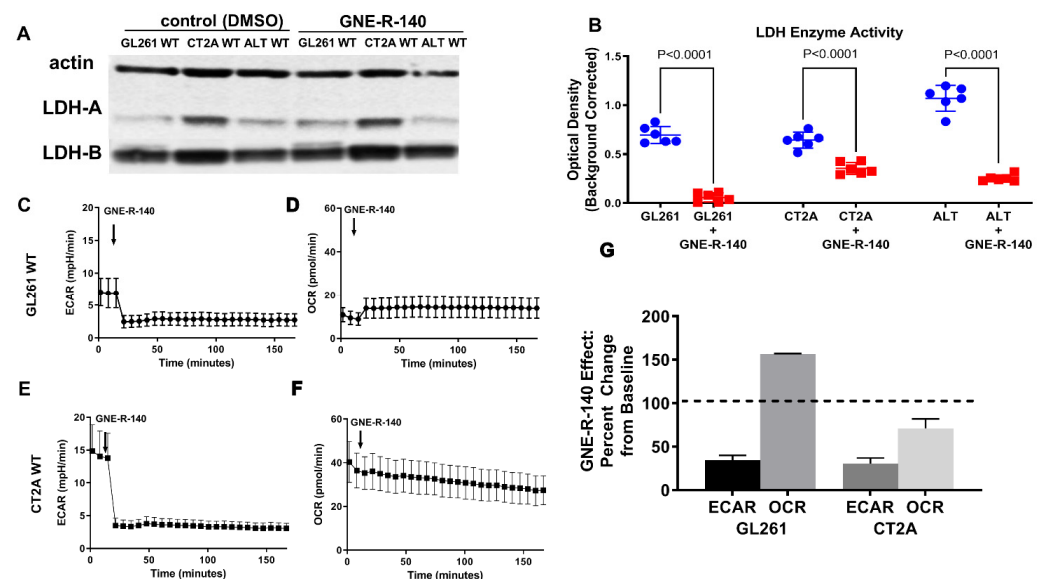 A
control (DMSO)
GNE-R-140
GL261 WT CT2A WT ALT WT GL261 WT CT2A WT ALT WT
actin
LDH-A
LDH-B
B
LDH Enzyme Activity
P<0.0001
P<0.0001
P<0.0001
Optical Density
(Background Corrected)
1.5
1.0
0.5
0.0
GL261
GL261
+
GNE-R-140
CT2A
CT2A
+
GNE-R-140
ALT
ALT
+
GNE-R-140
C
GL261 WT
GNE-R-140
ECAR (mpH/min)
20
15
10
5
0
0
50
100
150
Time (minutes)
D
GNE-R-140
OCR (pmol/min)
60
40
20
0
0
50
100
150
Time (minutes)
E
CT2A WT
GNE-R-140
ECAR (mpH/min)
20
15
10
5
0
50
100
150
Time (minutes)
F
GNE-R-140
OCR (pmol/min)
60
40
20
0
0
50
100
150
Time (minutes)
G
GNE-R-140 Effect:
Percent Change
from Baseline
200
150
100
50
0
ECAR OCR
GL261
ECAR OCR
CT2A